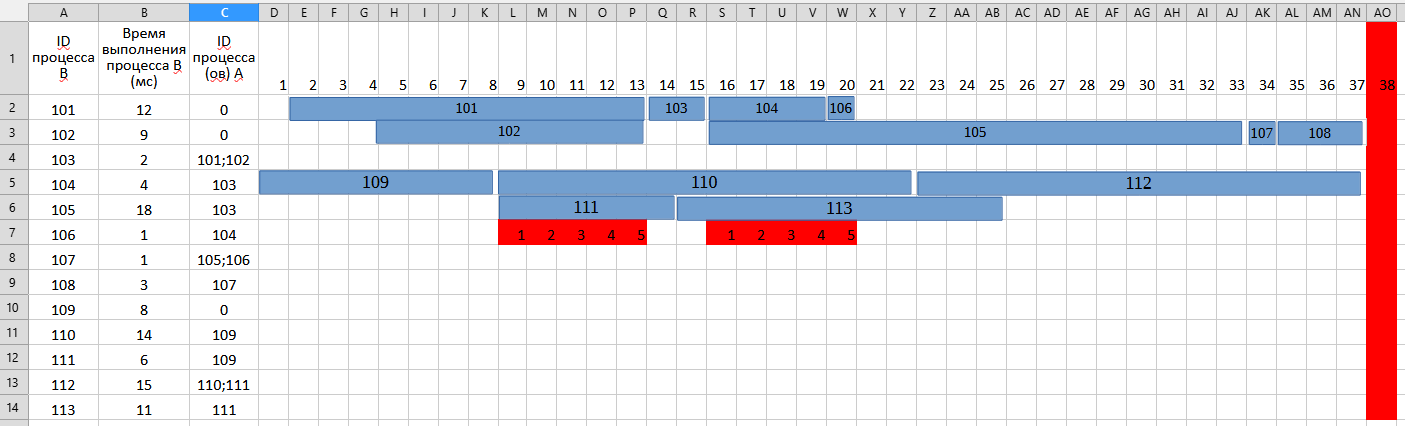 A B C D E F G H I J K L M N O P Q R S T U V W X Y Z AA AB AC AD AE AF AG AH AI AJ AK AL AM AN AO
1 ID процесса B Время выполнения процесса B (мс) ID процесса (ов) A 1 2 3 4 5 6 7 8 9 10 11 12 13 14 15 16 17 18 19 20 21 22 23 24 25 26 27 28 29 30 31 32 33 34 35 36 37 38
2 101 12 0 101 103 104 106
3 102 9 0 102 105 107 108
4 103 2 101;102
5 104 4 103 109 110 112
6 105 18 103 111 113
7 106 1 104 1 2 3 4 5 1 2 3 4 5
8 107 1 105;106
9 108 3 107
10 109 8 0
11 110 14 109
12 111 6 109
13 112 15 110;111
14 113 11 111